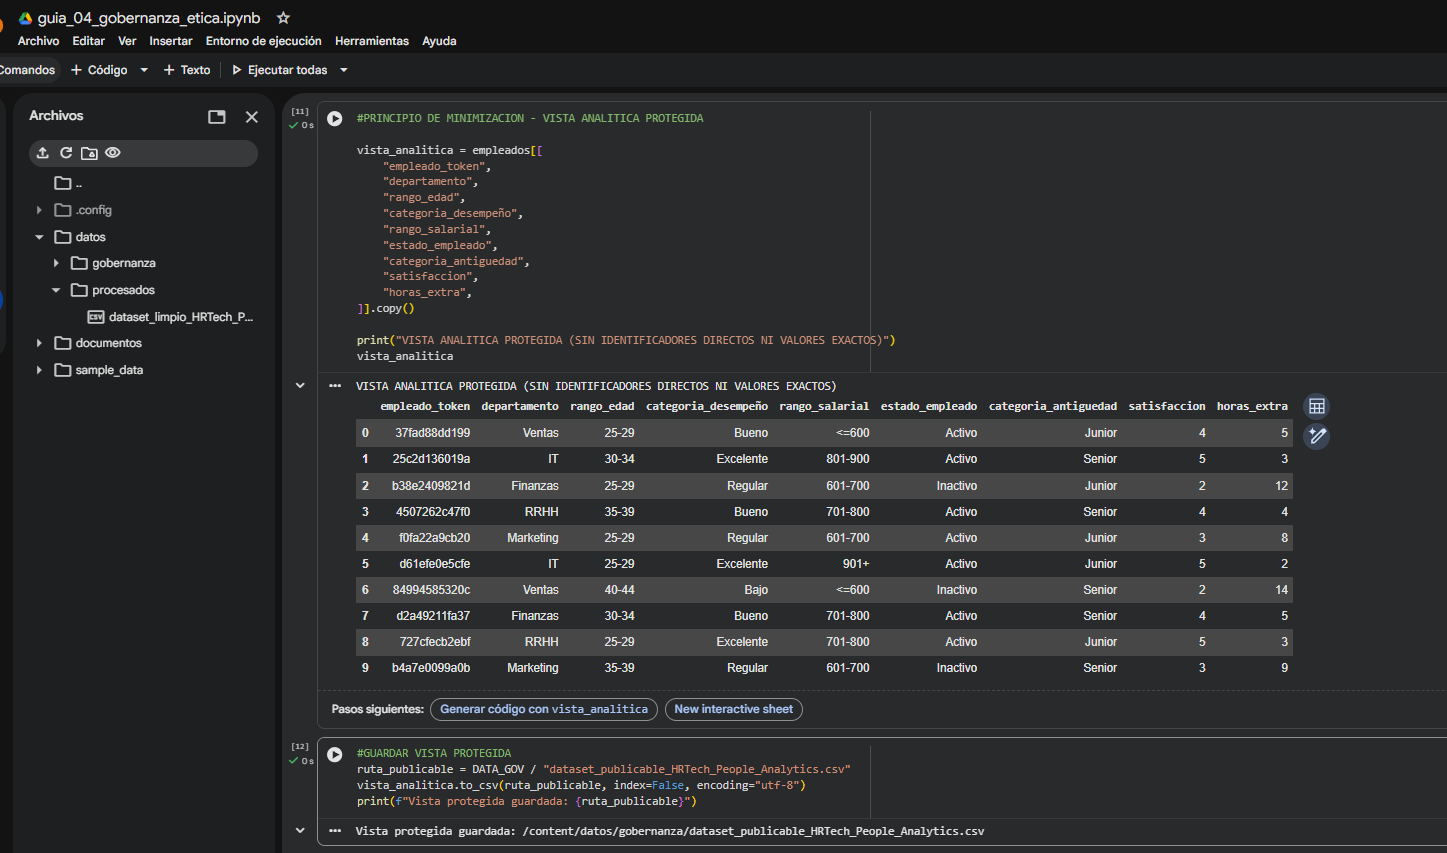 guia_04_gobernanza_etica.ipynb
Archivo Editar Ver Insertar Entorno de ejecución Herramientas Ayuda
Comandos + Código + Texto Ejecutar todas
Archivos
..
.config
datos
gobernanza
procesados
dataset_limpio_HRTech_P...
documentos
sample_data
[11]
0 s
#PRINCIPIO DE MINIMIZACION - VISTA ANALITICA PROTEGIDA
vista_analitica = empleados[[
"empleado_token",
"departamento",
"rango_edad",
"categoria_desempeño",
"rango_salarial",
"estado_empleado",
"categoria_antiguedad",
"satisfaccion",
"horas_extra",
]].copy()
print("VISTA ANALITICA PROTEGIDA (SIN IDENTIFICADORES DIRECTOS NI VALORES EXACTOS)")
vista_analitica
VISTA ANALITICA PROTEGIDA (SIN IDENTIFICADORES DIRECTOS NI VALORES EXACTOS)
empleado_token departamento rango_edad categoria_desempeño rango_salarial estado_empleado categoria_antiguedad satisfaccion horas_extra
0 37fad88dd199 Ventas 25-29 Bueno <=600 Activo Junior 4 5
1 25c2d136019a IT 30-34 Excelente 801-900 Activo Senior 5 3
2 b38e2409821d Finanzas 25-29 Regular 601-700 Inactivo Junior 2 12
3 4507262c47f0 RRHH 35-39 Bueno 701-800 Activo Senior 4 4
4 f0fa22a9cb20 Marketing 25-29 Regular 601-700 Activo Junior 3 8
5 d61efe0e5cfe IT 25-29 Excelente 901+ Activo Junior 5 2
6 84994585320c Ventas 40-44 Bajo <=600 Inactivo Senior 2 14
7 d2a49211fa37 Finanzas 30-34 Bueno 701-800 Activo Senior 4 5
8 727cfecb2ebf RRHH 25-29 Excelente 701-800 Activo Junior 5 3
9 b4a7e0099a0b Marketing 35-39 Regular 601-700 Inactivo Senior 3 9
Pasos siguientes: Generar código con vista_analitica New interactive sheet
[12]
0 s
#GUARDAR VISTA PROTEGIDA
ruta_publicable = DATA_GOV / "dataset_publicable_HRTech_People_Analytics.csv"
vista_analitica.to_csv(ruta_publicable, index=False, encoding="utf-8")
print(f"Vista protegida guardada: {ruta_publicable}")
Vista protegida guardada: /content/datos/gobernanza/dataset_publicable_HRTech_People_Analytics.csv